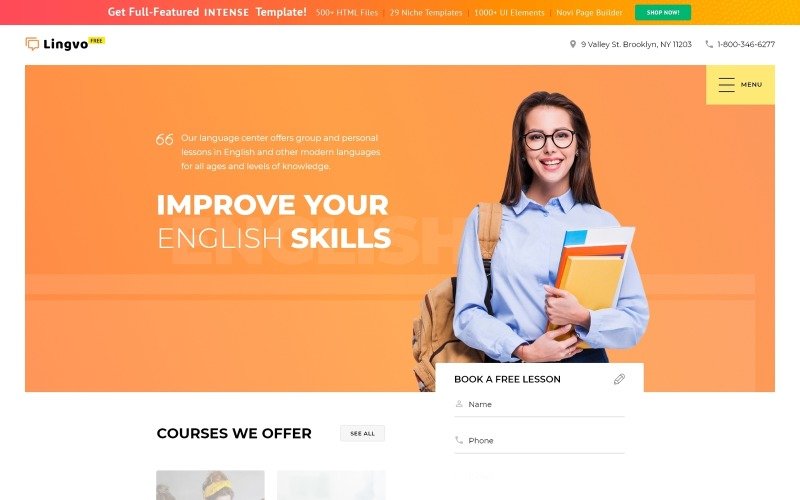 Get Full-Featured INTENSE Template! 500+ HTML Files | 29 Niche Templates | 1000+ UI Elements | Novi Page Builder SHOP NOW!
Lingvo FREE 9 Valley St. Brooklyn, NY 11203 1-800-346-6277
MENU
Our language center offers group and personal
lessons in English and other modern languages
for all ages and levels of knowledge.
IMPROVE YOUR
ENGLISH SKILLS
ENGLISH
BOOK A FREE LESSON
Name
Phone
COURSES WE OFFER SEE ALL